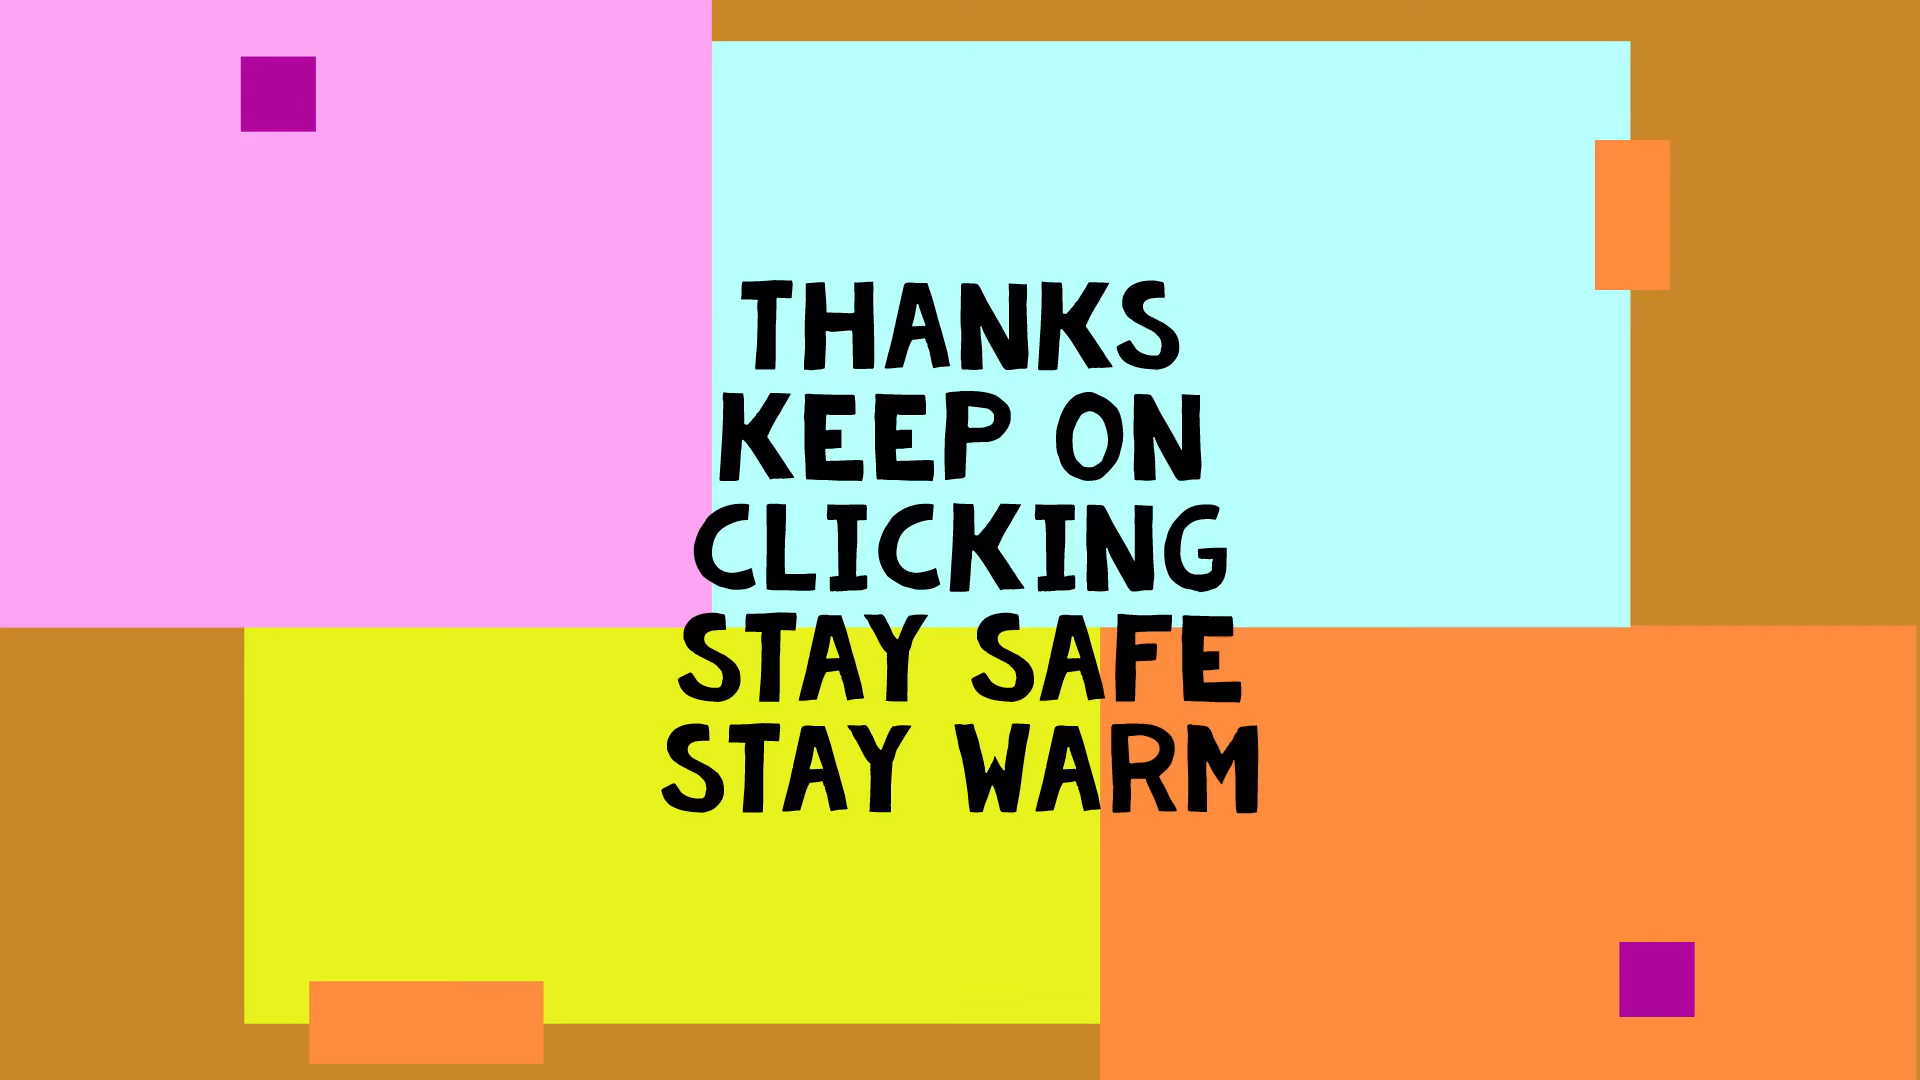 THANKS
KEEP ON
CLICKING
STAY SAFE
STAY WARM